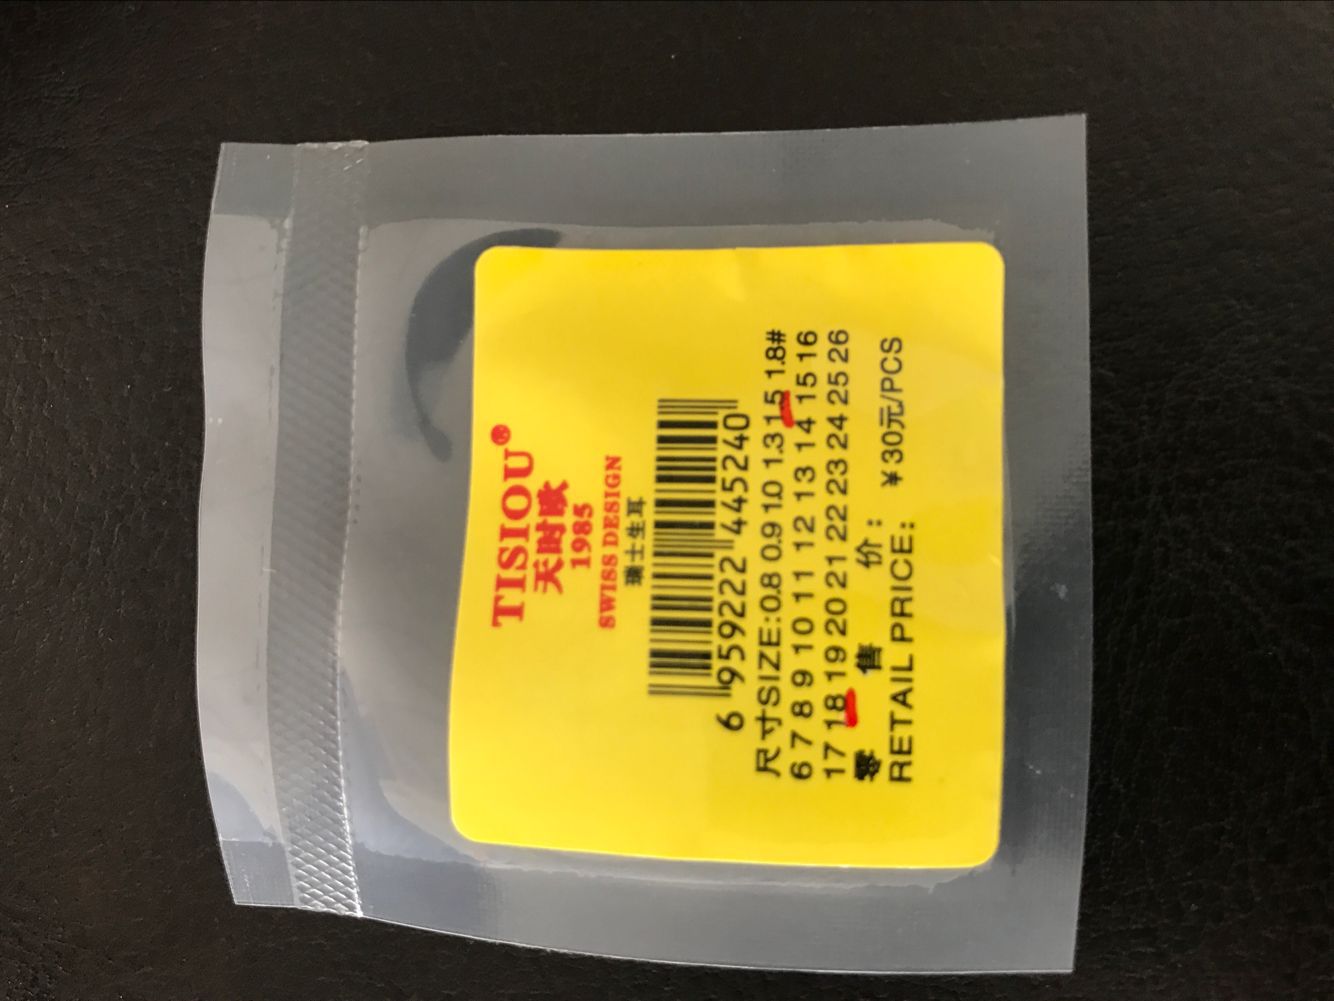 TISIOU®
天时欧
1985
SWISS DESIGN
瑞士生耳
6 959222 445240
尺寸SIZE:0.8 0.9 1.0 1.3 1.5 1.8#
6 7 8 9 10 11 12 13 14 15 16
17 18 19 20 21 22 23 24 25 26
零 售 价：
RETAIL PRICE: ￥30元/PCS